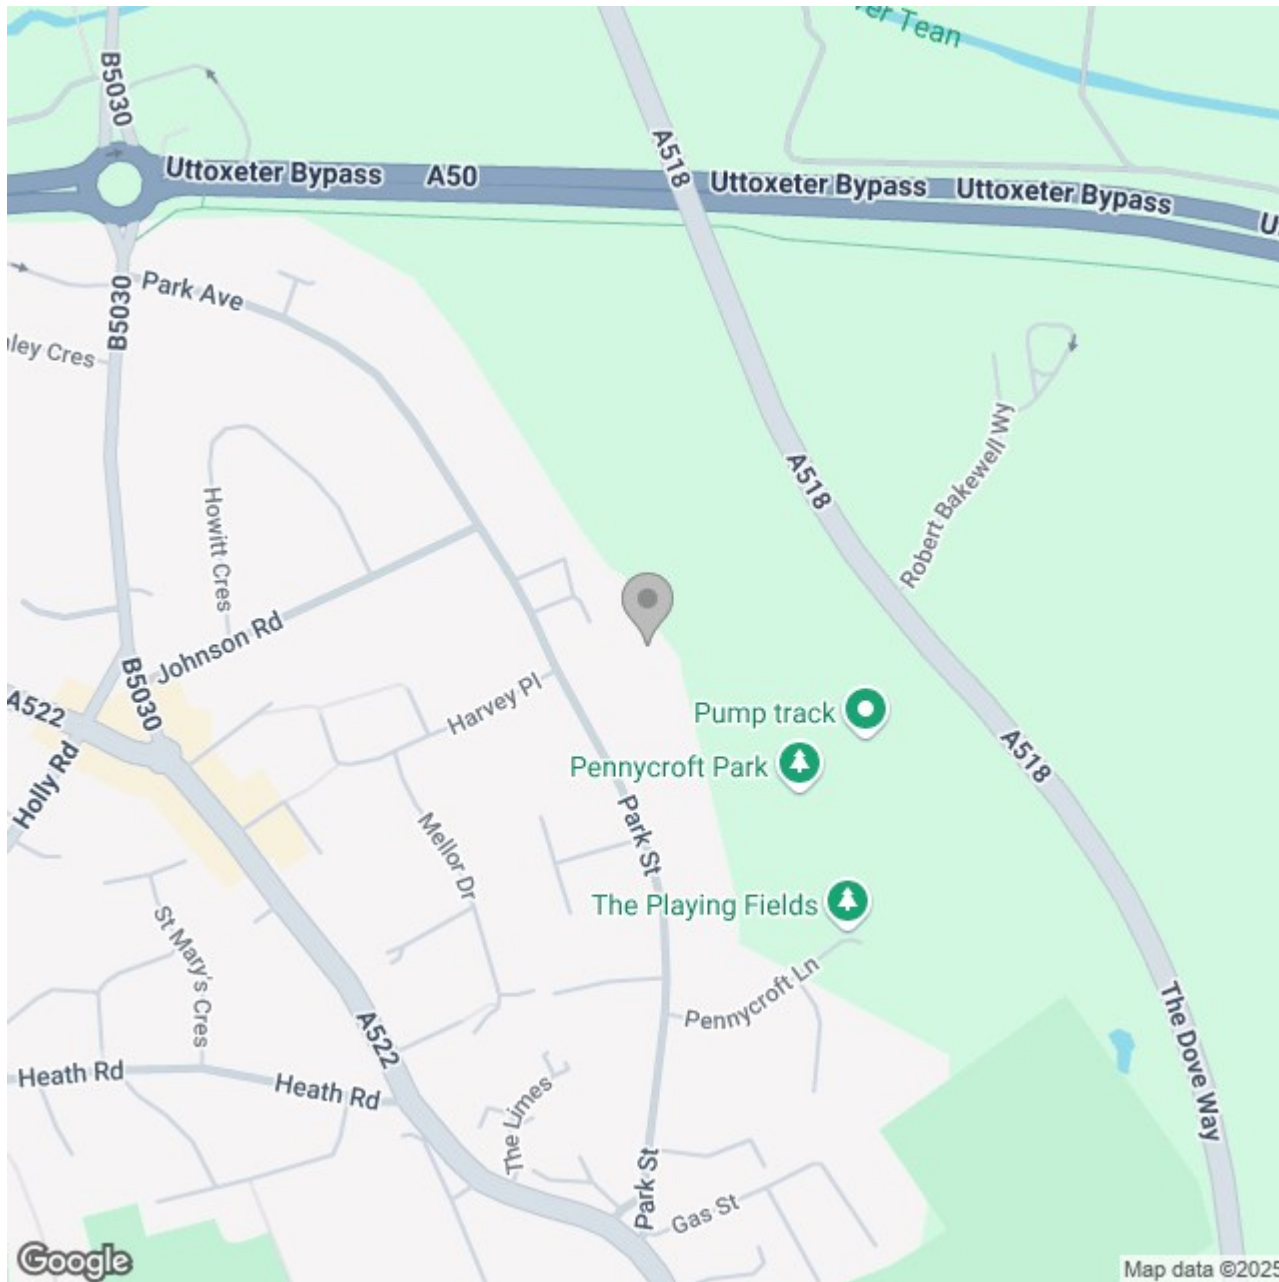 er Tean
B5030
A518
Uttoxeter Bypass
A50
Uttoxeter Bypass
Uttoxeter Bypass
U
Park Ave
B5030
ley Cres
A518
Robert Bakewell Wy
Howitt Cres
Johnson Rd
B5030
A522
Harvey Pl
Pump track
Pennycroft Park
A518
Holly Rd
Park St
Mellor Dr
The Playing Fields
St Mary's Cres
Pennycroft Ln
A522
The Dove Way
Heath Rd
Heath Rd
The Limes
Park St
Gas St
Google
Map data ©2025